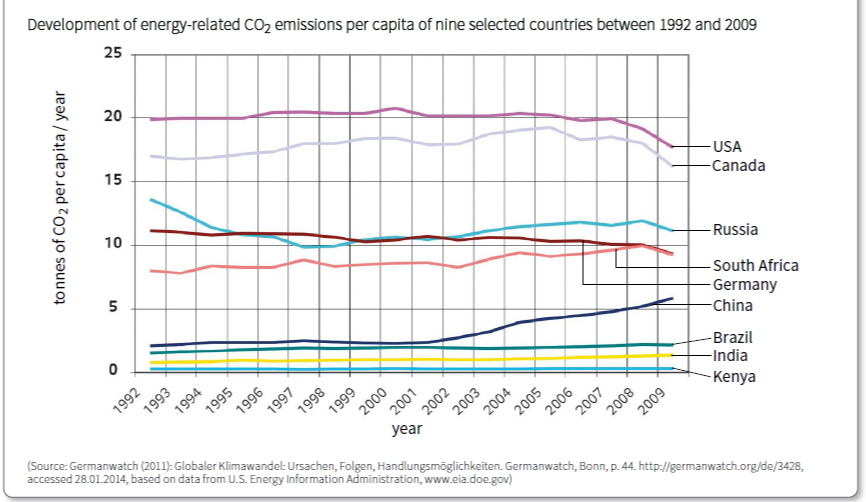 Development of energy-related CO₂ emissions per capita of nine selected countries between 1992 and 2009
tonnes of CO₂ per capita / year
25
20
15
10
5
0
USA
Canada
Russia
South Africa
Germany
China
Brazil
India
Kenya
1992 1993 1994 1995 1996 1997 1998 1999 2000 2001 2002 2003 2004 2005 2006 2007 2008 2009
year
(Source: Germanwatch (2011): Globaler Klimawandel: Ursachen, Folgen, Handlungsmöglichkeiten. Germanwatch, Bonn, p. 44. http://germanwatch.org/de/3428,
accessed 28.01.2014, based on data from U.S. Energy Information Administration, www.eia.doe.gov)